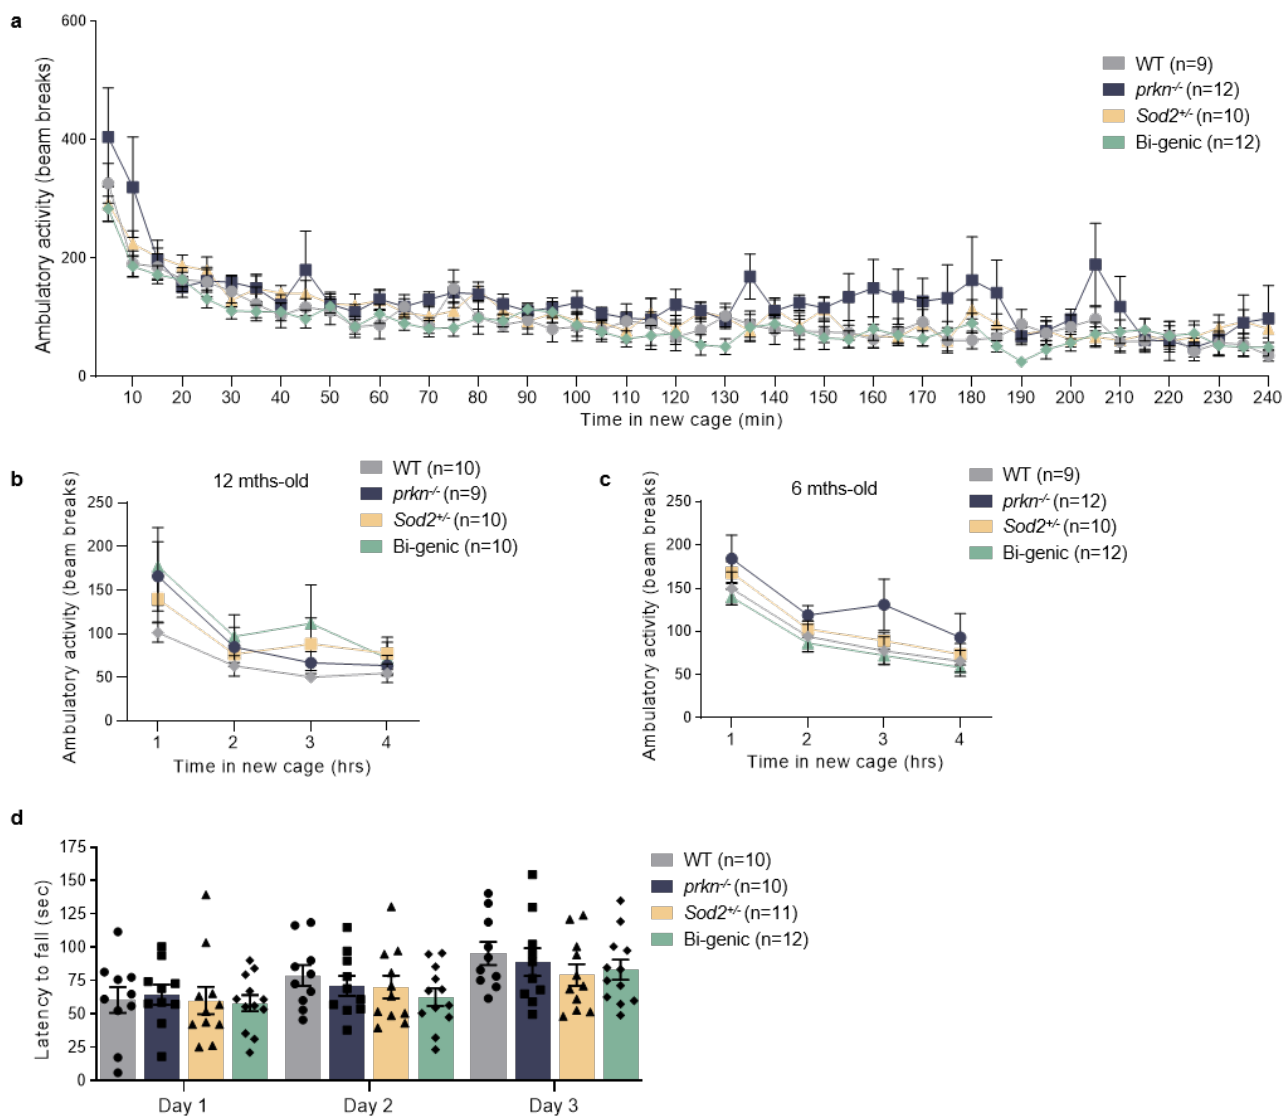 a
600
400
200
0
Ambulatory activity (beam breaks)
10 20 30 40 50 60 70 80 90 100 110 120 130 140 150 160 170 180 190 200 210 220 230 240
Time in new cage (min)
WT (n=9)
prkn-/- (n=12)
Sod2+/- (n=10)
Bi-genic (n=12)
b
12 mths-old
WT (n=10)
prkn-/- (n=9)
Sod2+/- (n=10)
Bi-genic (n=10)
250
200
150
100
50
0
Ambulatory activity (beam breaks)
1 2 3 4
Time in new cage (hrs)
c
6 mths-old
WT (n=9)
prkn-/- (n=12)
Sod2+/- (n=10)
Bi-genic (n=12)
250
200
150
100
50
0
Ambulatory activity (beam breaks)
1 2 3 4
Time in new cage (hrs)
d
175
150
125
100
75
50
25
0
Latency to fall (sec)
Day 1 Day 2 Day 3
WT (n=10)
prkn-/- (n=10)
Sod2+/- (n=11)
Bi-genic (n=12)